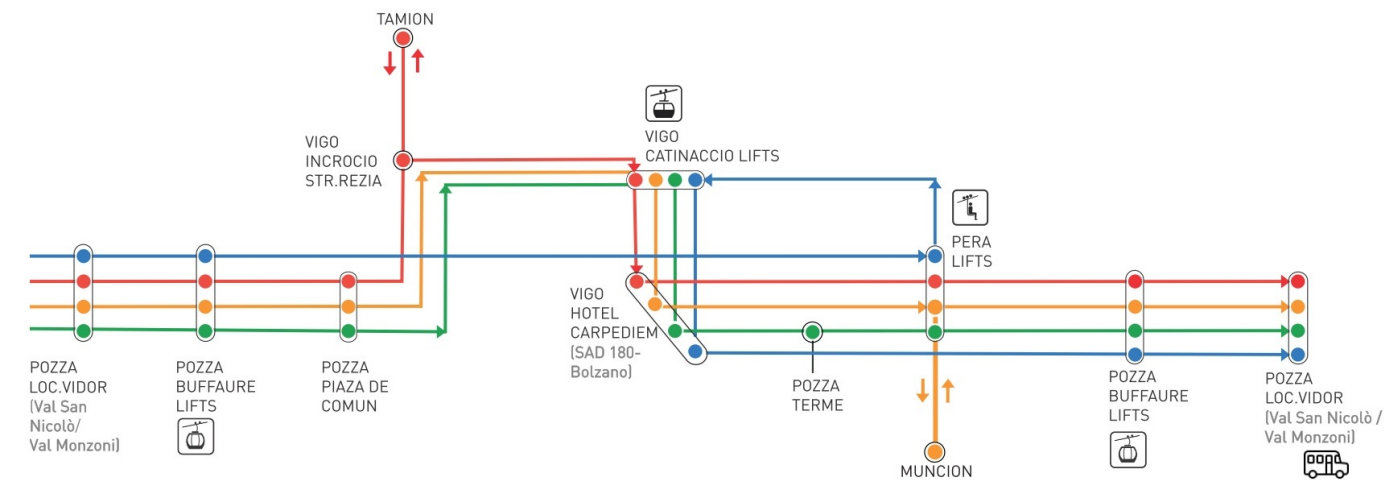 TAMION
VIGO
INCROCIO
STR.REZIA
VIGO
CATINACCIO LIFTS
PERA
LIFTS
VIGO
HOTEL
CARPEDIEM
(SAD 180-
Bolzano)
POZZA
LOC.VIDOR
(Val San
Nicolò/
Val Monzoni)
POZZA
BUFFAURE
LIFTS
POZZA
PIAZA DE
COMUN
POZZA
TERME
MUNCION
POZZA
BUFFAURE
LIFTS
POZZA
LOC.VIDOR
(Val San Nicolò /
Val Monzoni)